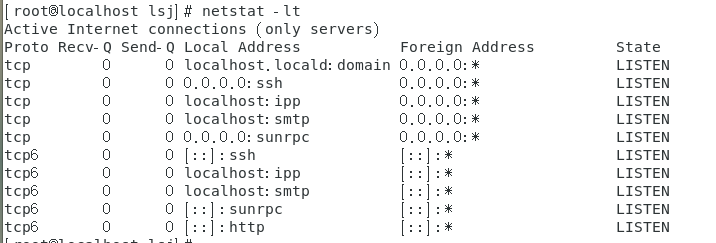 [root@localhost lsj]# netstat -lt
Active Internet connections (only servers)
Proto Recv-Q Send-Q Local Address           Foreign Address         State
tcp        0      0 localhost.locald:domain 0.0.0.0:*               LISTEN
tcp        0      0 0.0.0.0:ssh             0.0.0.0:*               LISTEN
tcp        0      0 localhost:ipp           0.0.0.0:*               LISTEN
tcp        0      0 localhost:smtp          0.0.0.0:*               LISTEN
tcp        0      0 0.0.0.0:sunrpc          0.0.0.0:*               LISTEN
tcp6       0      0 [::]:ssh                [::]:*                  LISTEN
tcp6       0      0 localhost:ipp           [::]:*                  LISTEN
tcp6       0      0 localhost:smtp          [::]:*                  LISTEN
tcp6       0      0 [::]:sunrpc             [::]:*                  LISTEN
tcp6       0      0 [::]:http               [::]:*                  LISTEN
[root@localhost lsj]#